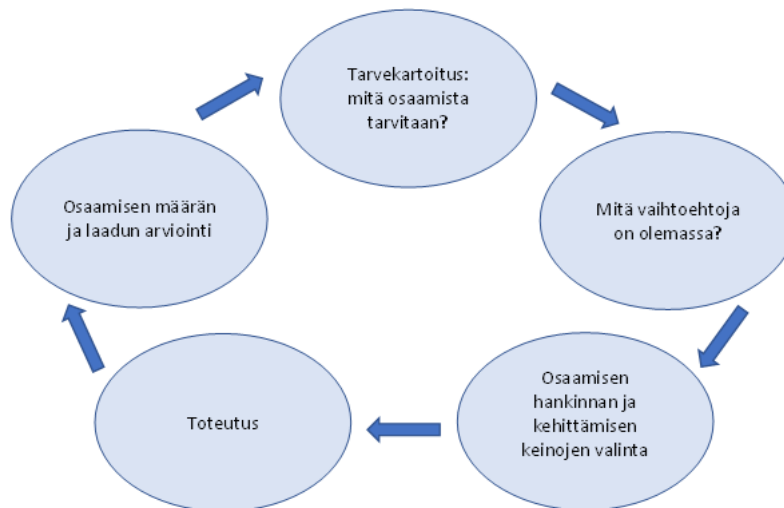 Tarvekartoitus:
mitä osaamista
tarvitaan?
Mitä vaihtoehtoja
on olemassa?
Osaamisen
hankinnan ja
kehittämisen
keinojen valinta
Toteutus
Osaamisen määrän
ja laadun arviointi